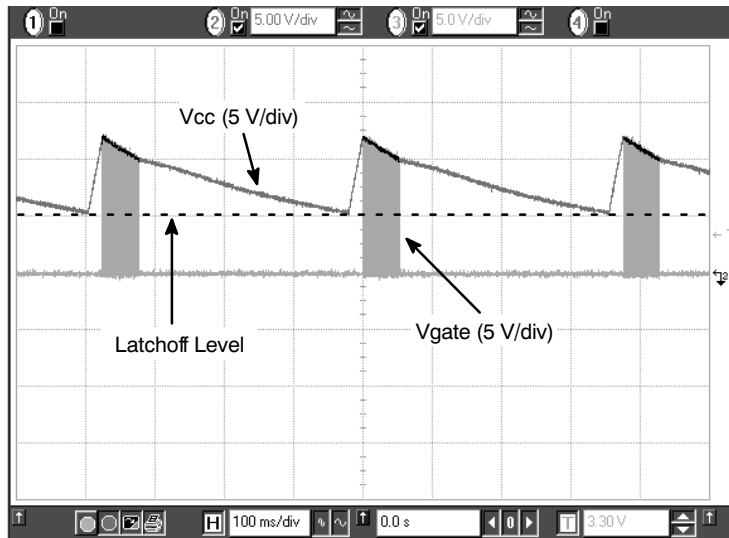 1 On 2 On 5.00 V/div 3 On 5.0 V/div 4 On
Vcc (5 V/div)
Latchoff Level
Vgate (5 V/div)
H 100 ms/div 0.0 s 0 T 3.30 V